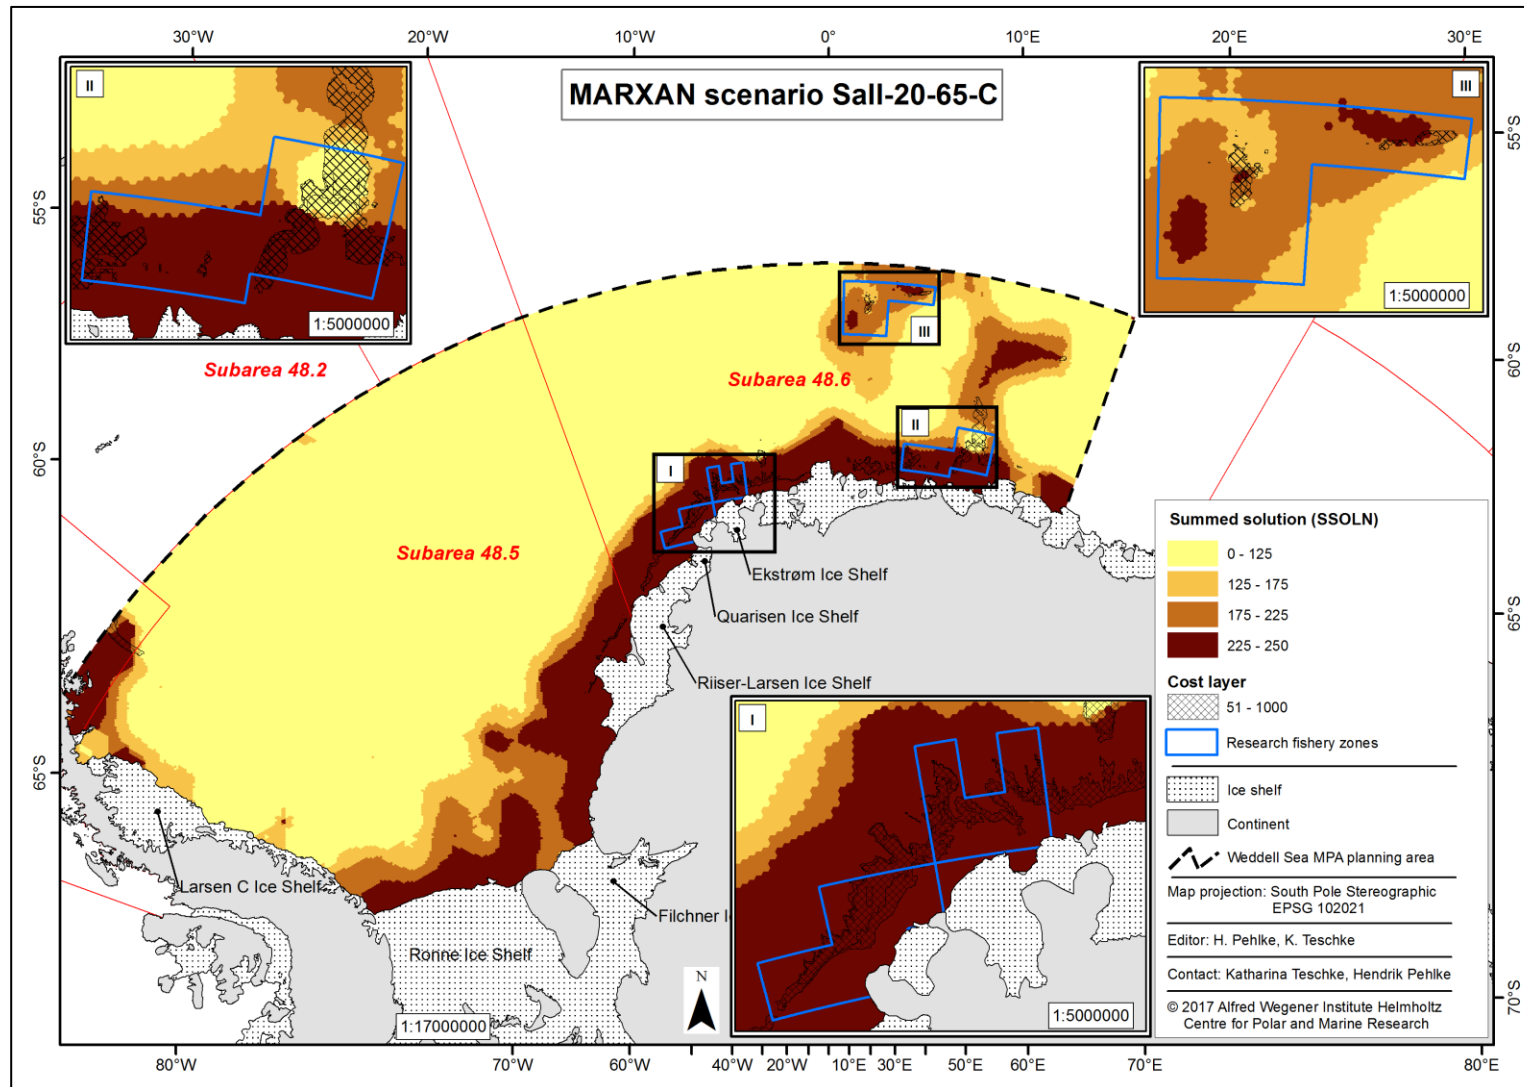 30°W
20°W
10°W
0°
10°E
20°E
30°E
II
MARXAN scenario Sall-20-65-C
III
55°S
55°S
1:5000000
1:5000000
Subarea 48.2
Subarea 48.6
III
60°S
II
60°S
I
Subarea 48.5
Ekstrøm Ice Shelf
Quarisen Ice Shelf
Riiser-Larsen Ice Shelf
65°S
65°S
Larsen C Ice Shelf
Filchner I
Ronne Ice Shelf
N
1:17000000
I
1:5000000
70°S
Summed solution (SSOLN)
0 - 125
125 - 175
175 - 225
225 - 250
Cost layer
51 - 1000
Research fishery zones
Ice shelf
Continent
Weddell Sea MPA planning area
Map projection: South Pole Stereographic
EPSG 102021
Editor: H. Pehlke, K. Teschke
Contact: Katharina Teschke, Hendrik Pehlke
© 2017 Alfred Wegener Institute Helmholtz
Centre for Polar and Marine Research
80°W
70°W
60°W
40°W
20°W
10°E
30°E
50°E
60°E
70°E
80°E